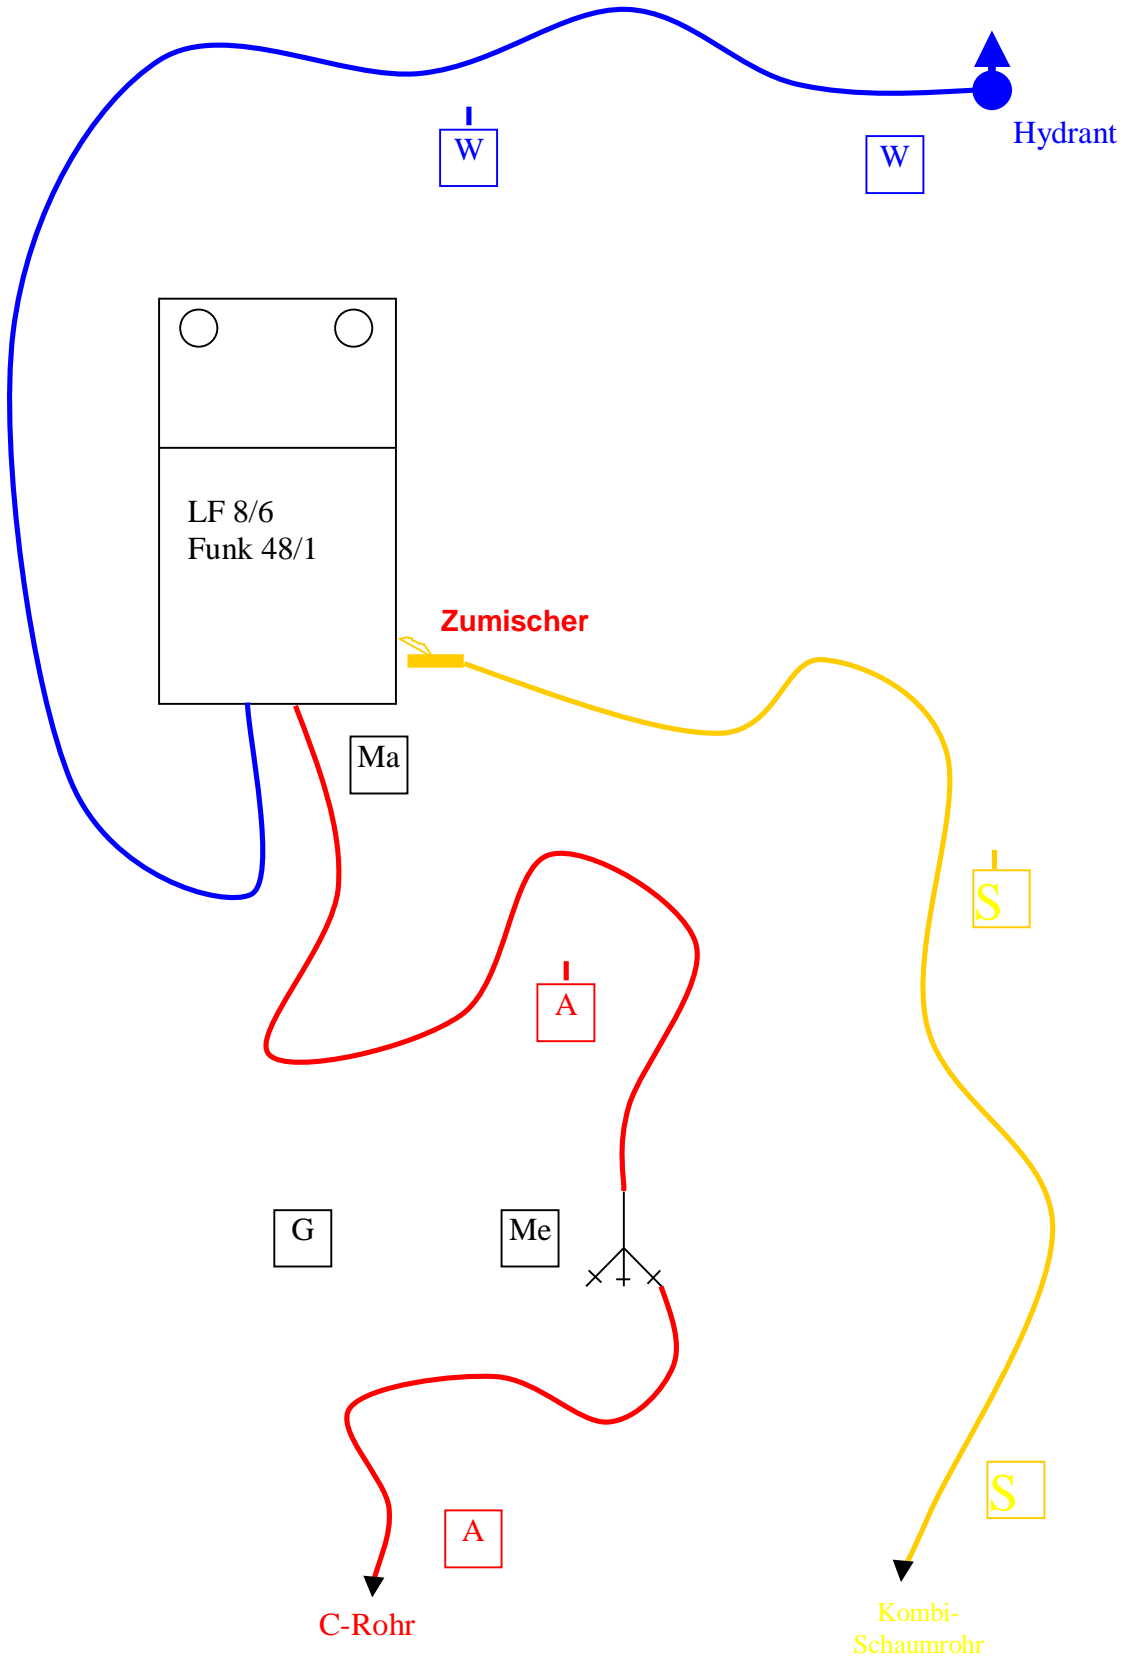 Hydrant
W
W
LF 8/6
Funk 48/1
Zumischer
Ma
S
A
G
Me
S
A
C-Rohr
Kombi-
Schaumrohr